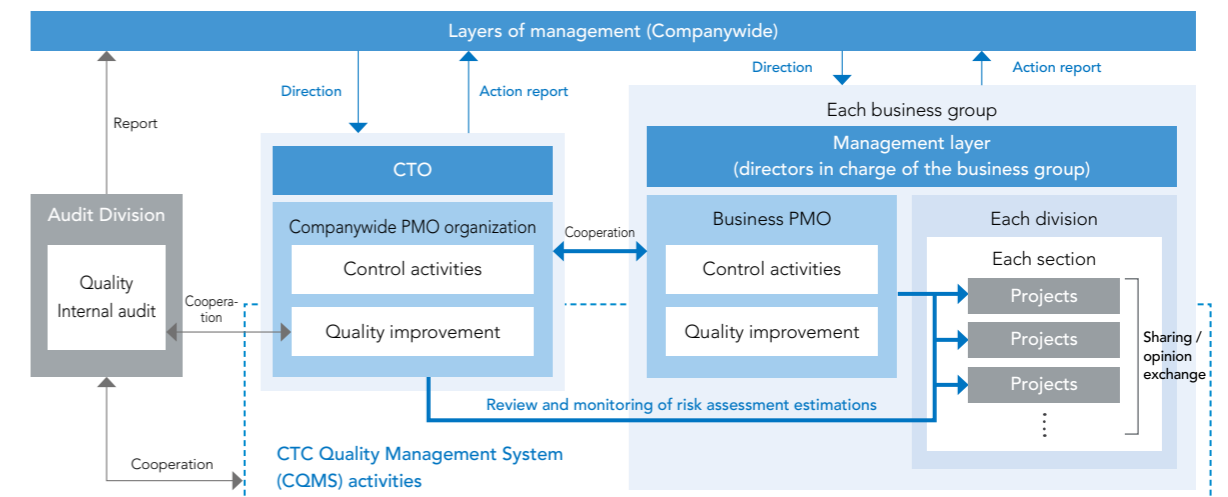 Layers of management (Companywide)
Direction
Action report
Direction
Action report
Report
Each business group
Management layer
(directors in charge of the business group)
CTO
Audit Division
Quality
Internal audit
Companywide PMO organization
Control activities
Quality improvement
Cooperation
Coopera-
tion
Business PMO
Control activities
Quality improvement
Each division
Each section
Projects
Projects
Projects
Sharing /
opinion
exchange
Review and monitoring of risk assessment estimations
Cooperation
CTC Quality Management System
(CQMS) activities